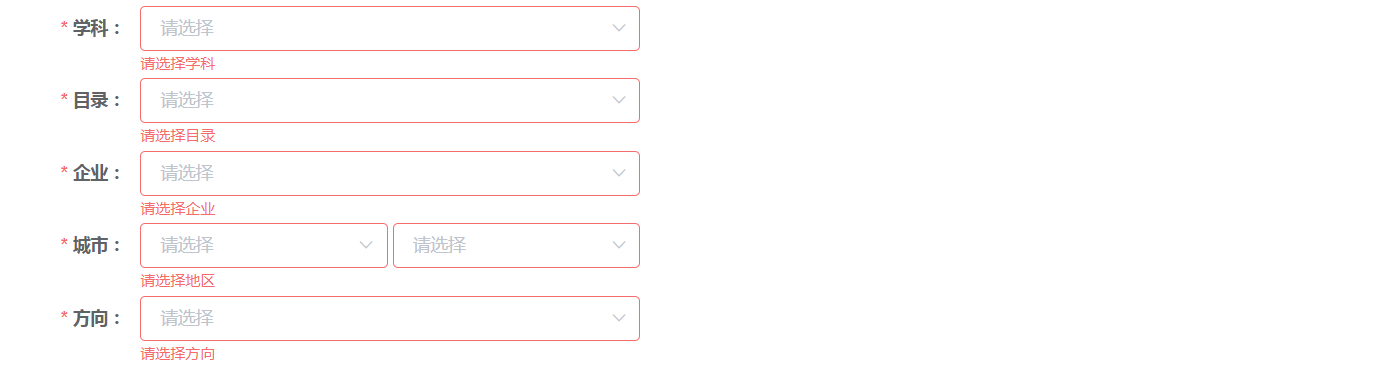 * 学科： 请选择
请选择学科
* 目录： 请选择
请选择目录
* 企业： 请选择
请选择企业
* 城市： 请选择 请选择
请选择地区
* 方向： 请选择
请选择方向